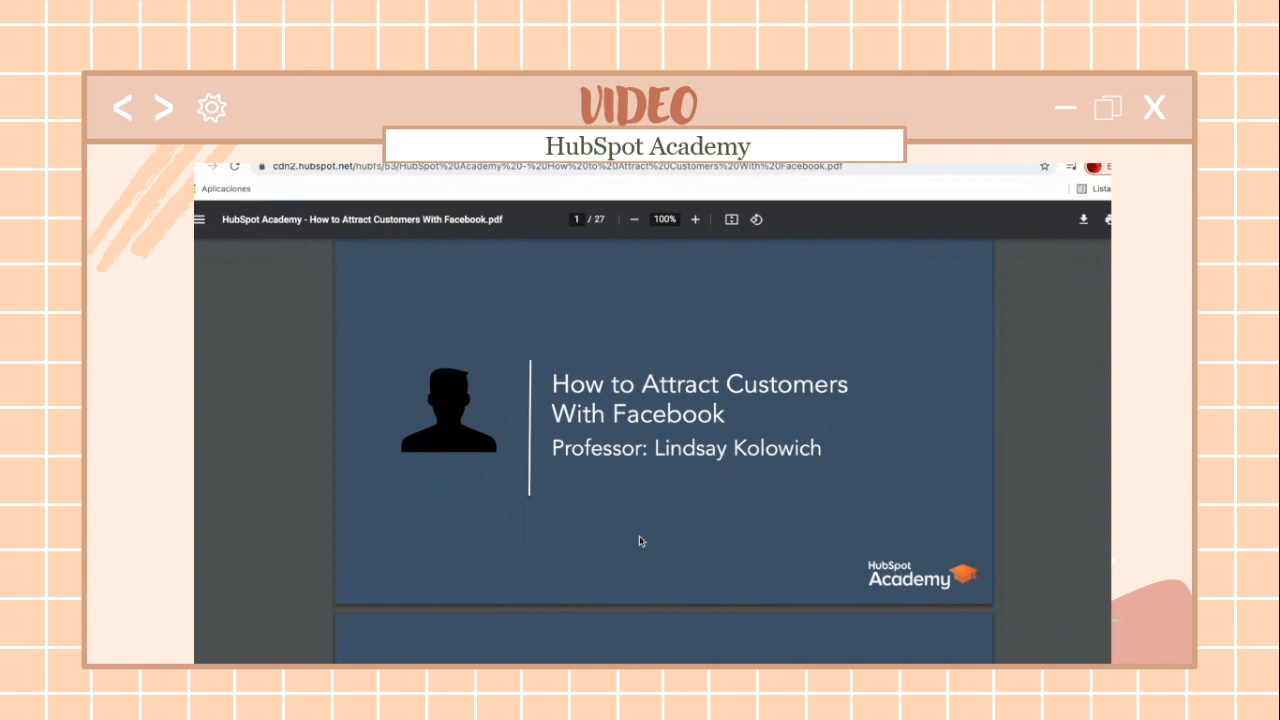 VIDEO
HubSpot Academy
cdn2.hubspot.net/hubfs/53/HubSpot%20Academy%20-%20How%20to%20Attract%20Customers%20With%20Facebook.pdf
Aplicaciones
Lista
HubSpot Academy - How to Attract Customers With Facebook.pdf
1 / 27
100%
How to Attract Customers
With Facebook
Professor: Lindsay Kolowich
HubSpot
Academy